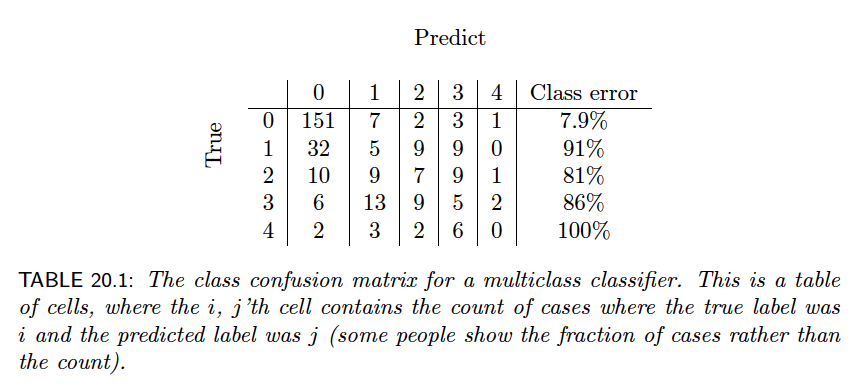 Predict
0 1 2 3 4 Class error
True
0 151 7 2 3 1 7.9%
1 32 5 9 9 0 91%
2 10 9 7 9 1 81%
3 6 13 9 5 2 86%
4 2 3 2 6 0 100%
TABLE 20.1: The class confusion matrix for a multiclass classifier. This is a table
of cells, where the i, j'th cell contains the count of cases where the true label was
i and the predicted label was j (some people show the fraction of cases rather than
the count).